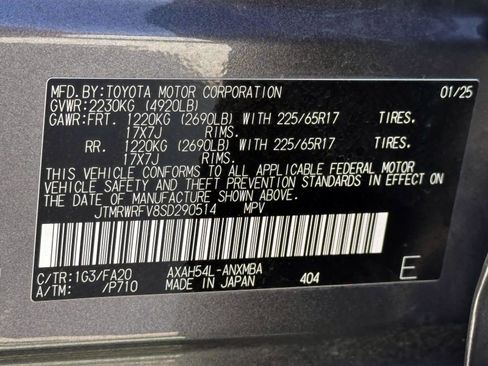 MFD. BY: TOYOTA MOTOR CORPORATION 01/25
GVWR: 2230KG (4920LB)
GAWR: FRT. 1220KG (2690LB) WITH 225/65R17 TIRES.
17X7J RIMS.
RR. 1220KG (2690LB) WITH 225/65R17 TIRES.
17X7J RIMS.
THIS VEHICLE CONFORMS TO ALL APPLICABLE FEDERAL MOTOR
VEHICLE SAFETY AND THEFT PREVENTION STANDARDS IN EFFECT ON
THE DATE OF MANUFACTURE SHOWN ABOVE.
JTMRWRFV8SD290514 MPV
C/TR: 1G3/FA20 AXAH54L-ANXMBA E
A/TM: /P710 MADE IN JAPAN 404